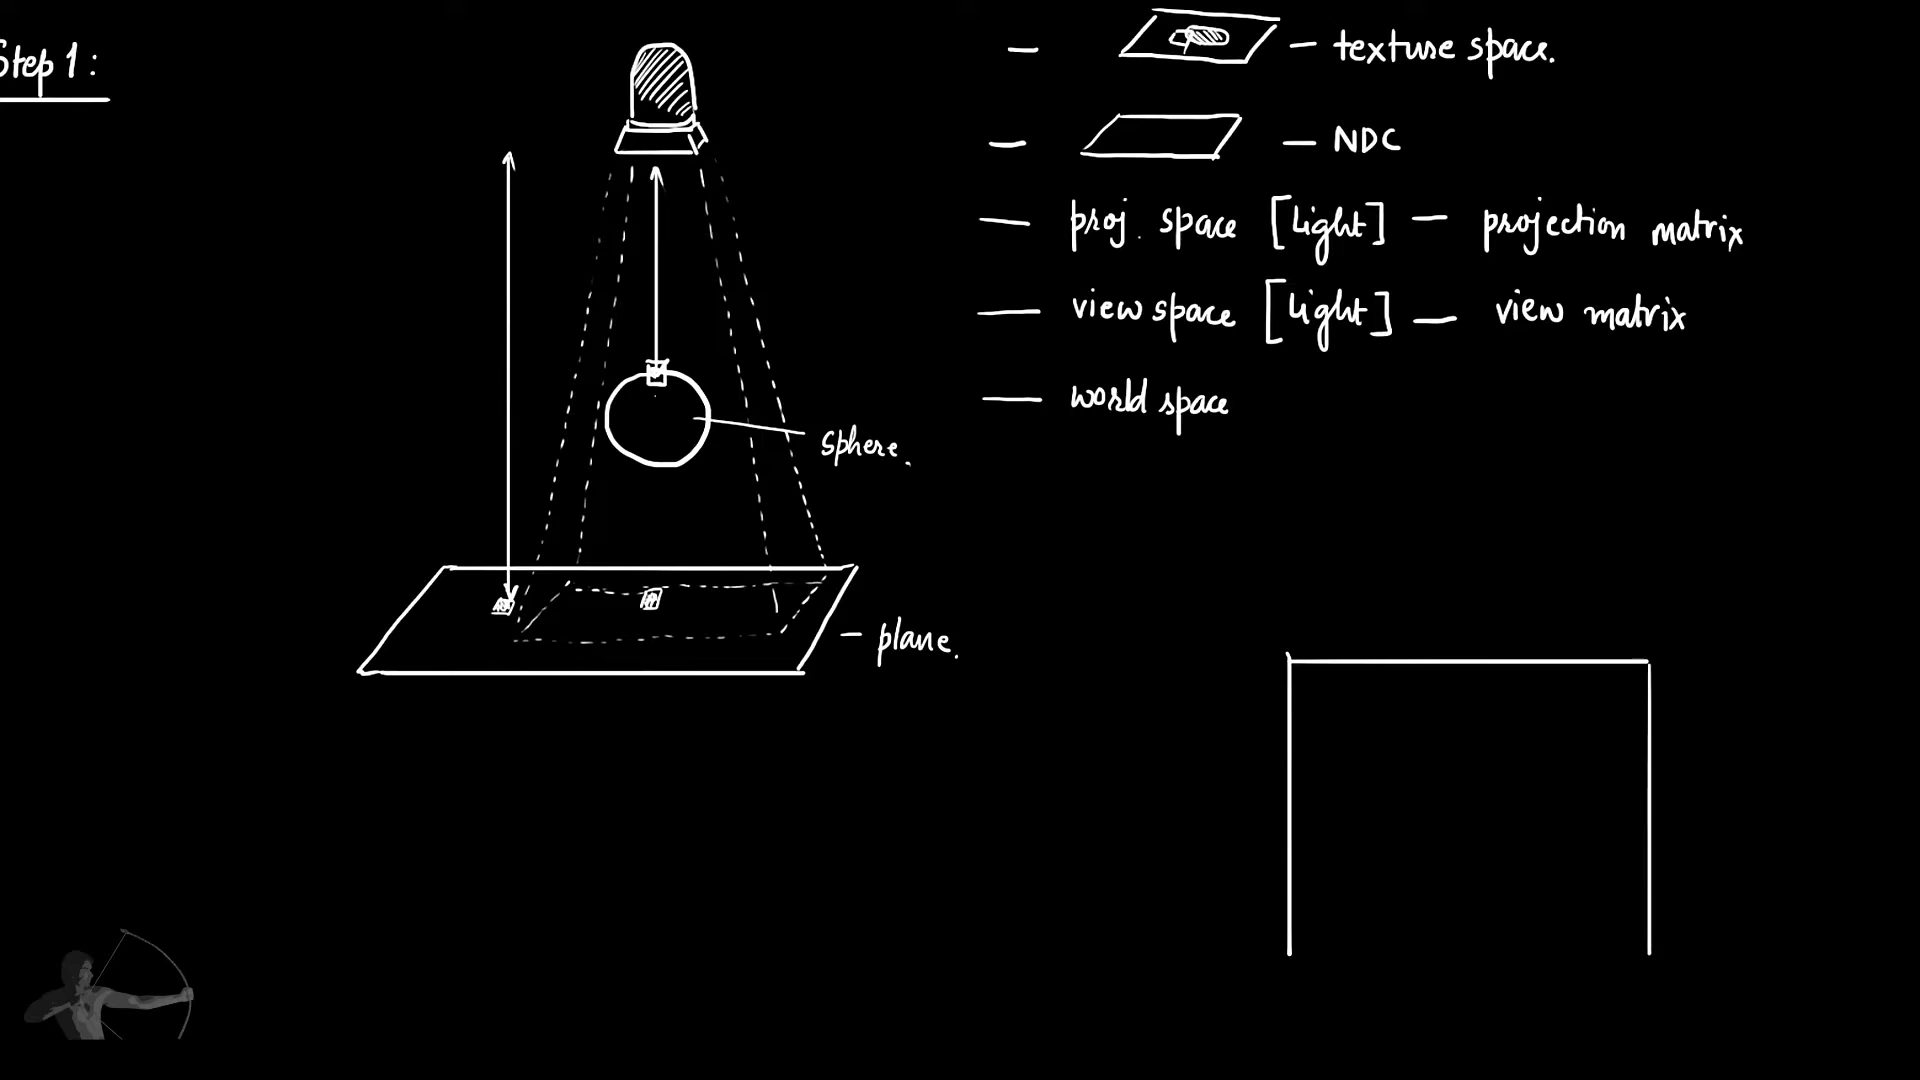 Step 1:
— texture space.
— NDC
— proj. space [light] — projection matrix
— view space [light] — view matrix
— world space
sphere.
— plane.